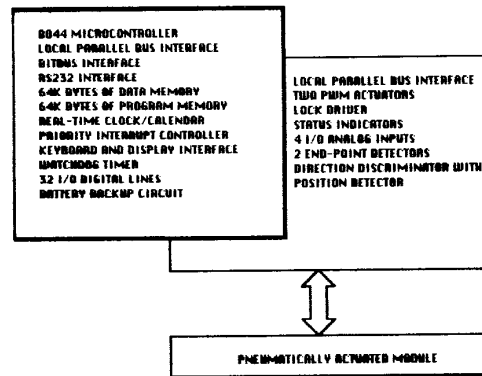 8044 MICROCONTROLLER
LOCAL PARALLEL BUS INTERFACE
BITBUS INTERFACE
RS232 INTERFACE
64K BYTES OF DATA MEMORY
64K BYTES OF PROGRAM MEMORY
REAL-TIME CLOCK/CALENDAR
PRIORITY INTERRUPT CONTROLLER
KEYBOARD AND DISPLAY INTERFACE
WATCHDOG TIMER
32 I/O DIGITAL LINES
BATTERY BACKUP CIRCUIT
LOCAL PARALLEL BUS INTERFACE
TWO PWM ACTUATORS
LOCK DRIVER
STATUS INDICATORS
4 I/O ANALOG INPUTS
2 END-POINT DETECTORS
DIRECTION DISCRIMINATOR WITH
POSITION DETECTOR
PNEUMATICALLY ACTUATED MODULE